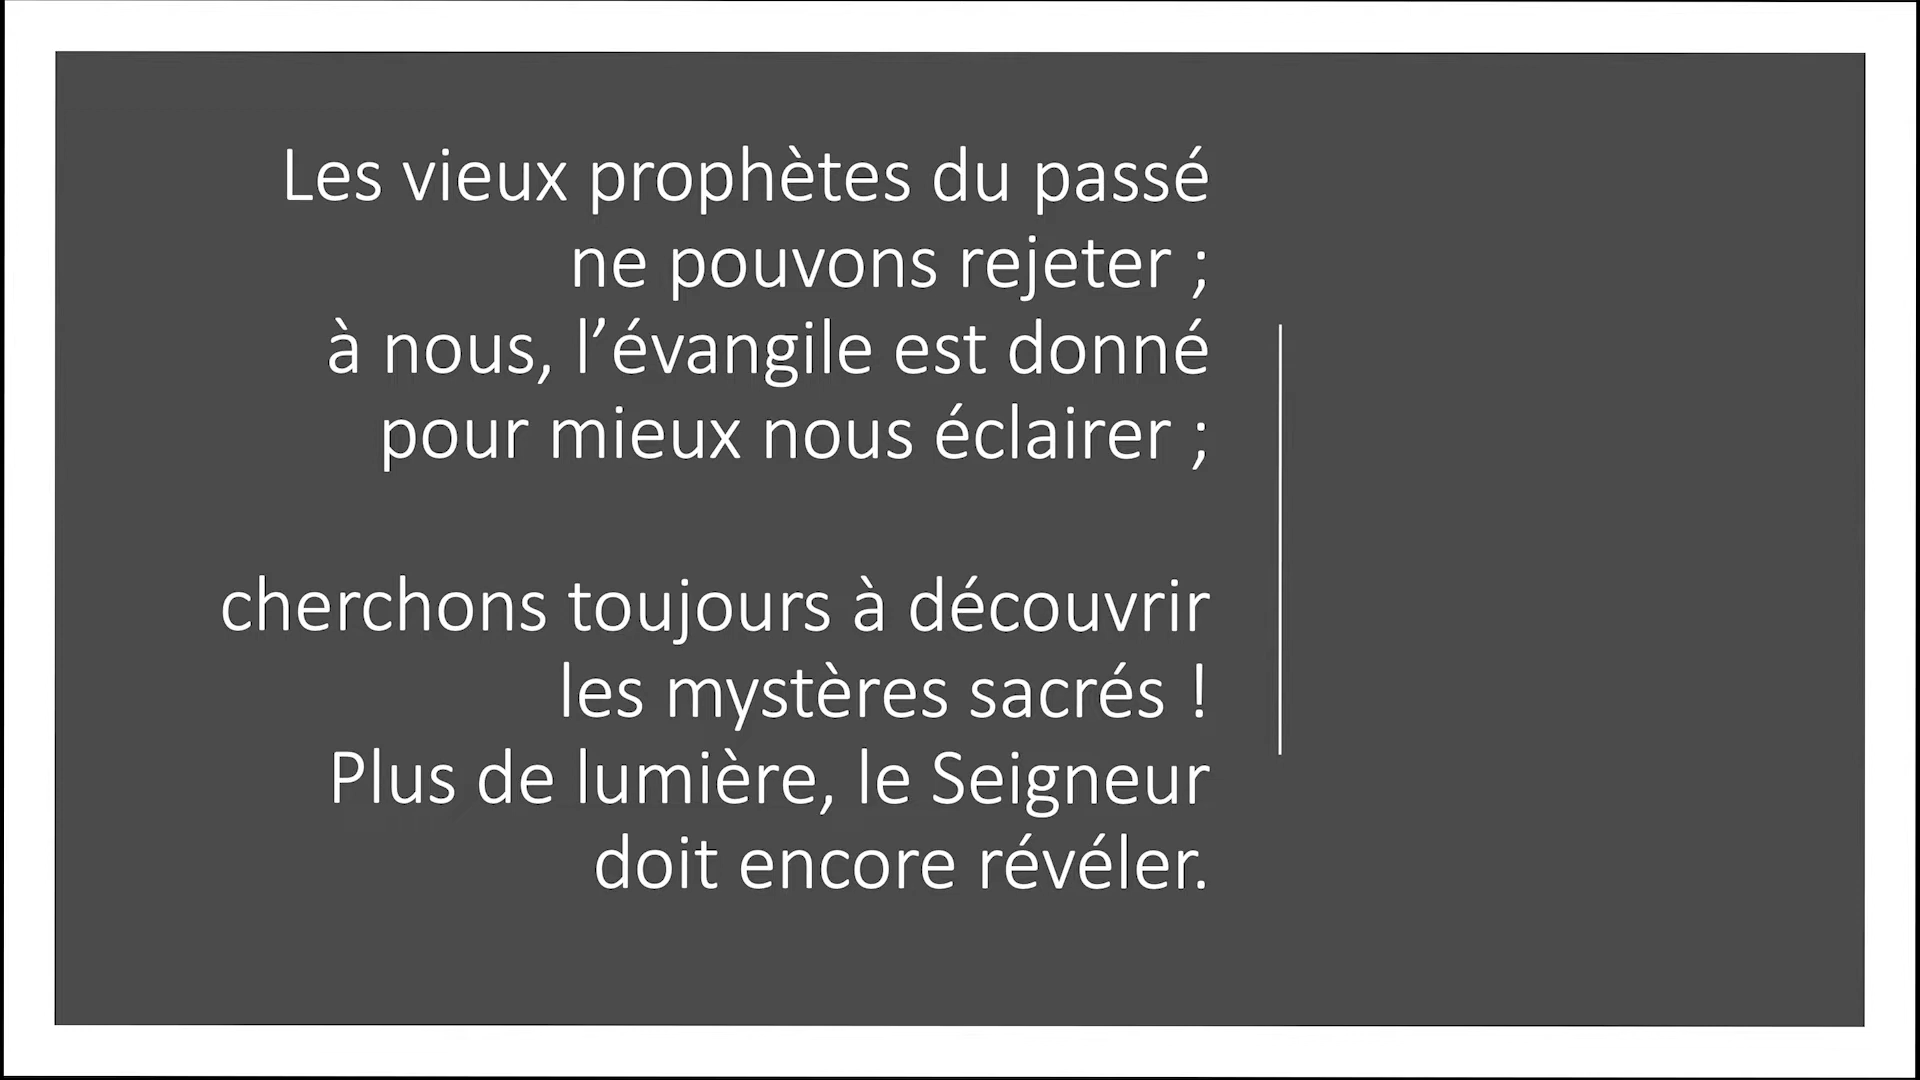 Les vieux prophètes du passé
ne pouvons rejeter ;
à nous, l’évangile est donné
pour mieux nous éclairer ;
cherchons toujours à découvrir
les mystères sacrés !
Plus de lumière, le Seigneur
doit encore révéler.